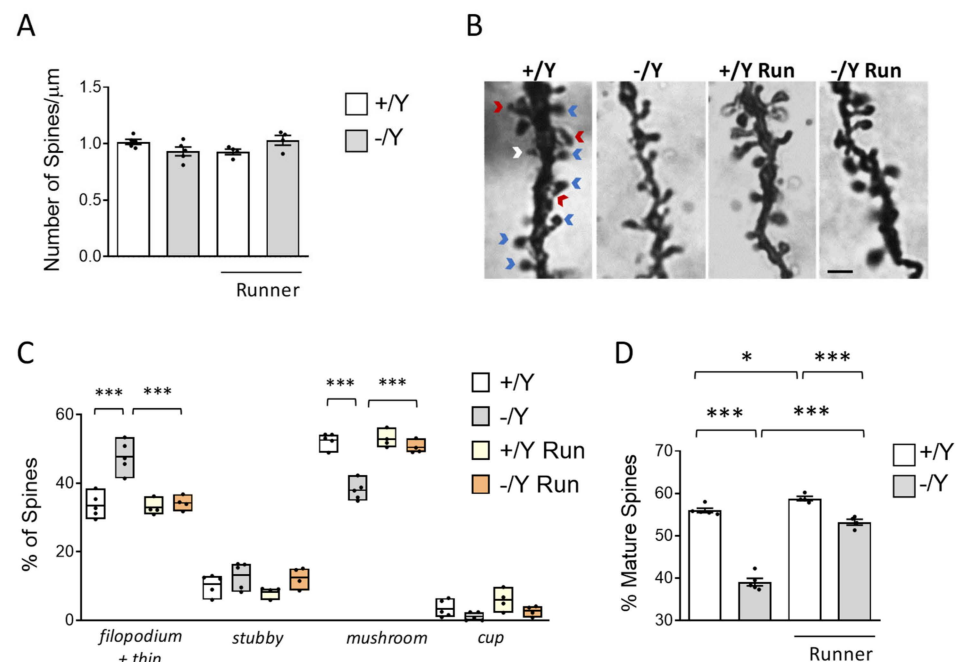 A
Number of Spines/μm
1.5
1.0
0.5
0.0
+/Y
-/Y
Runner
B
+/Y
-/Y
+/Y Run
-/Y Run
C
% of Spines
60
40
20
0
***
***
***
***
filopodium
+ thin
stubby
mushroom
cup
+/Y
-/Y
+/Y Run
-/Y Run
D
% Mature Spines
70
60
50
40
30
*
***
***
***
+/Y
-/Y
Runner